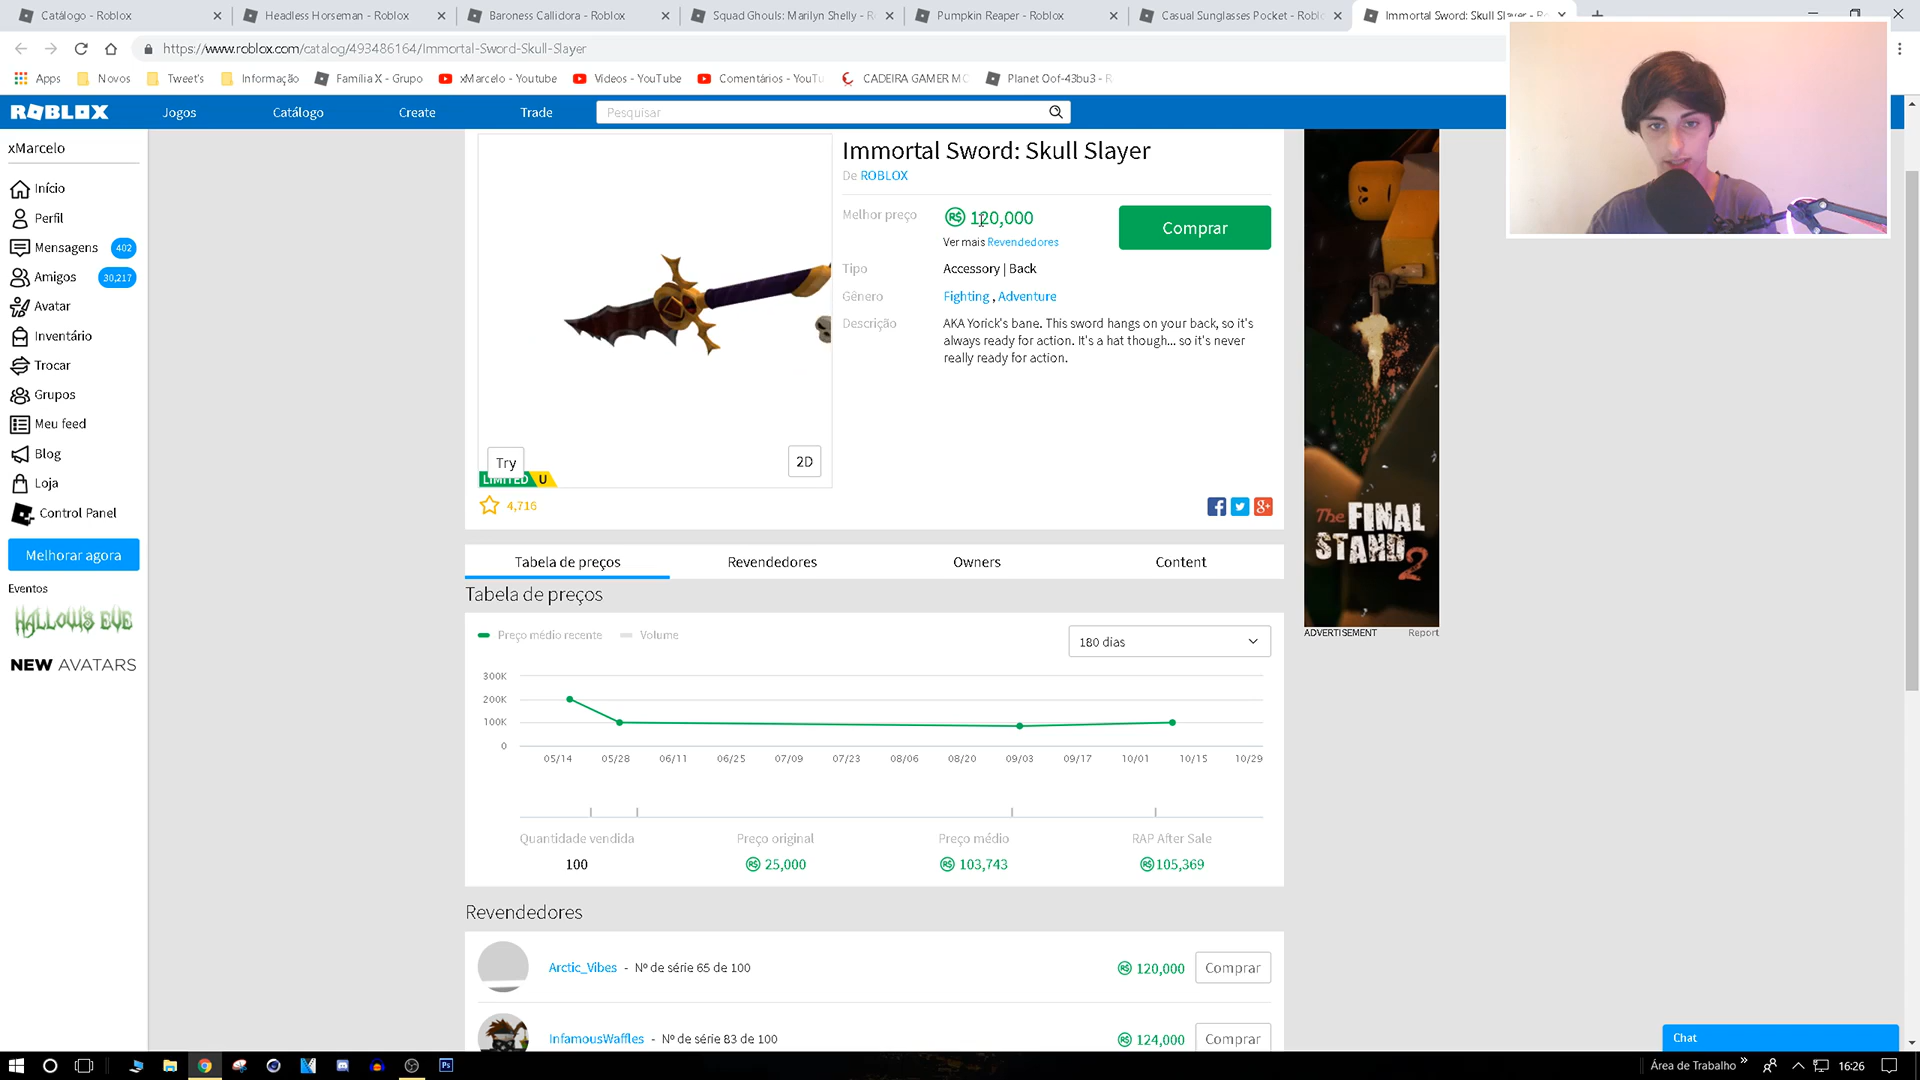 Catálogo - Roblox
Headless Horseman - Roblox
Baroness Callidora - Roblox
Squad Ghouls: Marilyn Shelly - R
Pumpkin Reaper - Roblox
Casual Sunglasses Pocket - Roblo
Immortal Sword: Skull Slayer - R
https://www.roblox.com/catalog/493486164/Immortal-Sword-Skull-Slayer
Apps
Novos
Tweet's
Informação
Família X - Grupo
xMarcelo - Youtube
Videos - YouTube
Comentários - YouTu
CADEIRA GAMER MC
Planet Oof-43bu3 - R
ROBLOX
Jogos
Catálogo
Create
Trade
Pesquisar
xMarcelo
Início
Perfil
Mensagens 402
Amigos 30,217
Avatar
Inventário
Trocar
Grupos
Meu feed
Blog
Loja
Control Panel
Melhorar agora
Eventos
HALLOW'S EVE
NEW AVATARS
Immortal Sword: Skull Slayer
De ROBLOX
Melhor preço
R$ 120,000
Comprar
Ver mais Revendedores
Tipo
Accessory | Back
Gênero
Fighting , Adventure
Descrição
AKA Yorick's bane. This sword hangs on your back, so it's
always ready for action. It's a hat though... so it's never
really ready for action.
Try
2D
LIMITED U
4,716
The FINAL
STAND 2
ADVERTISEMENT
Report
Tabela de preços
Revendedores
Owners
Content
Tabela de preços
Preço médio recente
Volume
180 dias
300K
200K
100K
0
05/14 05/28 06/11 06/25 07/09 07/23 08/06 08/20 09/03 09/17 10/01 10/15 10/29
Quantidade vendida
Preço original
Preço médio
RAP After Sale
100
R$ 25,000
R$ 103,743
R$ 105,369
Revendedores
Arctic_Vibes - Nº de série 65 de 100
R$ 120,000
Comprar
InfamousWaffles - Nº de série 83 de 100
R$ 124,000
Comprar
Chat
Área de Trabalho
16:26